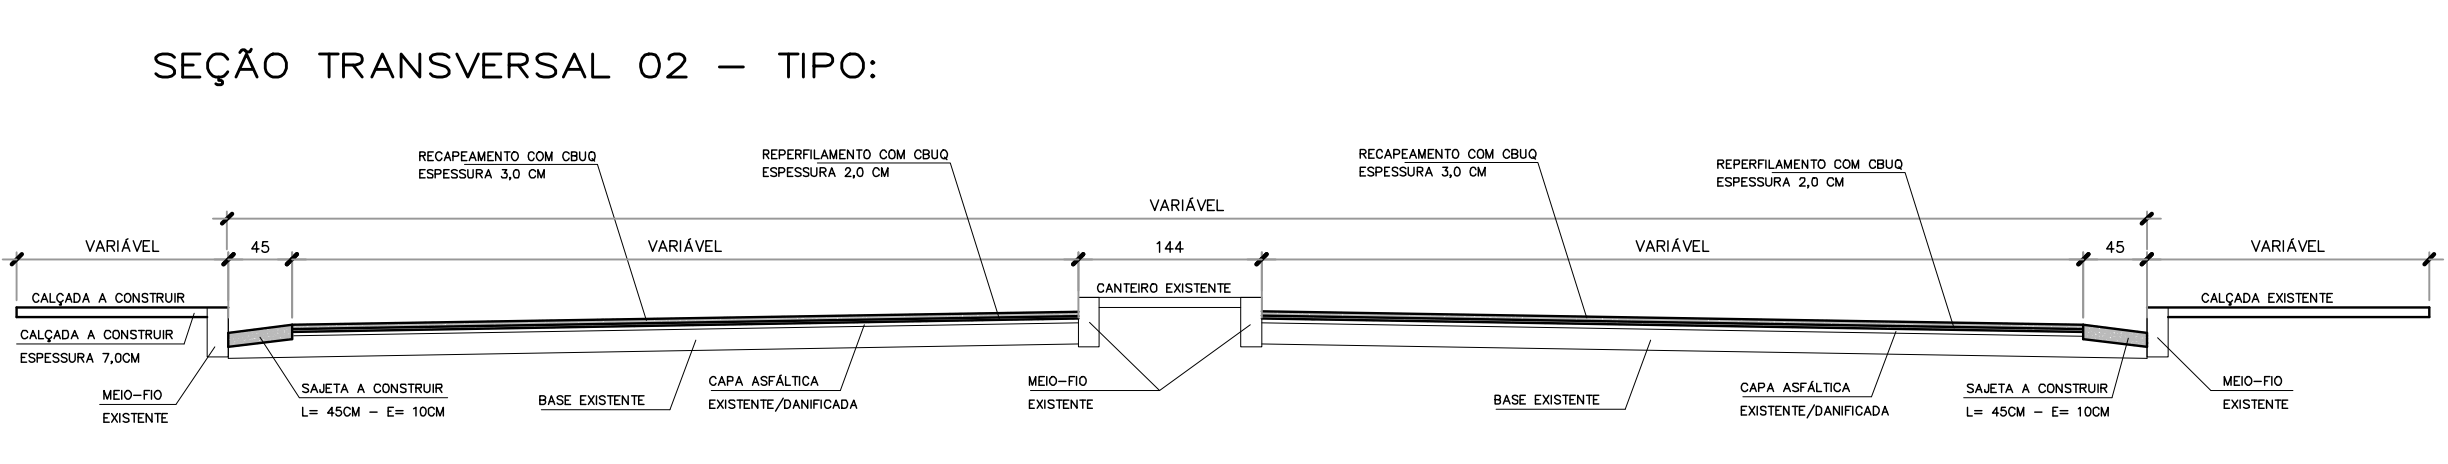 SEÇÃO TRANSVERSAL 02 – TIPO:
RECAPEAMENTO COM CBUQ
ESPESSURA 3,0 CM
REPERFILAMENTO COM CBUQ
ESPESSURA 2,0 CM
RECAPEAMENTO COM CBUQ
ESPESSURA 3,0 CM
REPERFILAMENTO COM CBUQ
ESPESSURA 2,0 CM
VARIÁVEL
VARIÁVEL
45
VARIÁVEL
144
VARIÁVEL
45
VARIÁVEL
CALÇADA A CONSTRUIR
CANTEIRO EXISTENTE
CALÇADA EXISTENTE
CALÇADA A CONSTRUIR
ESPESSURA 7,0CM
MEIO-FIO
EXISTENTE
SAJETA A CONSTRUIR
L= 45CM – E= 10CM
BASE EXISTENTE
CAPA ASFÁLTICA
EXISTENTE/DANIFICADA
MEIO-FIO
EXISTENTE
BASE EXISTENTE
CAPA ASFÁLTICA
EXISTENTE/DANIFICADA
SAJETA A CONSTRUIR
L= 45CM – E= 10CM
MEIO-FIO
EXISTENTE